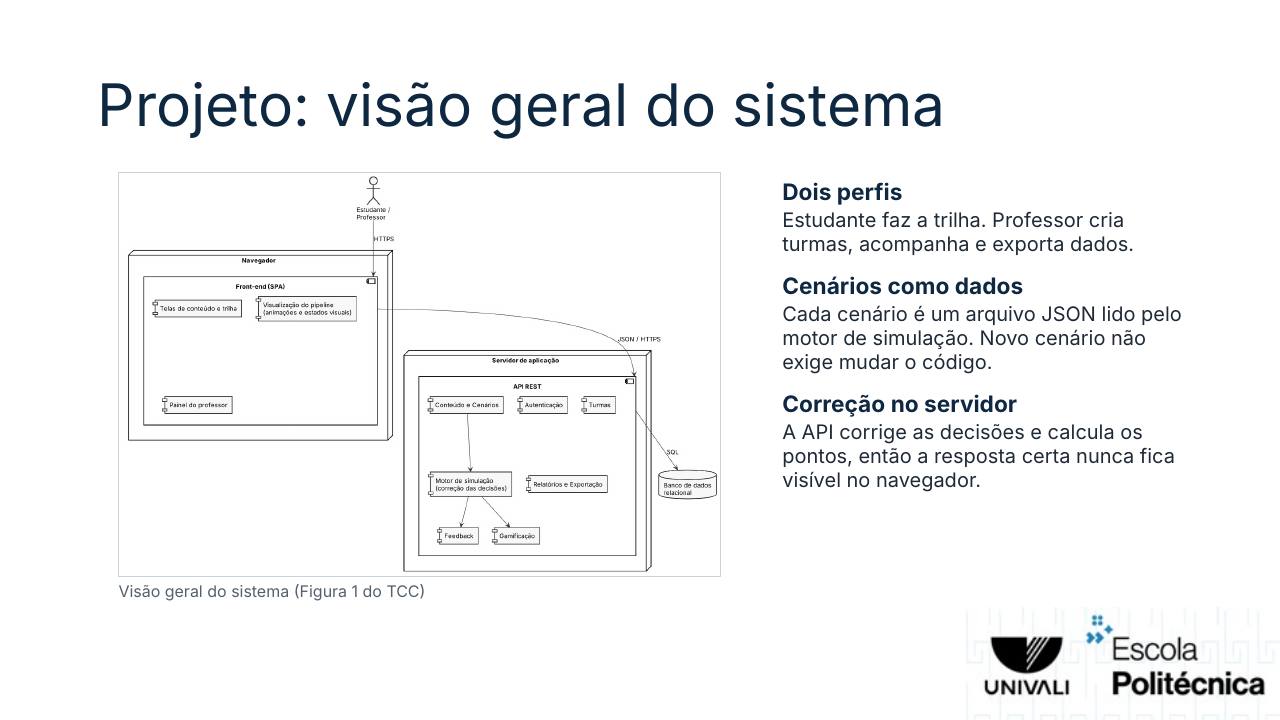 Projeto: visão geral do sistema
Estudante /
Professor
HTTPS
Navegador
Front-end (SPA)
Telas de conteúdo e trilha
Visualização do pipeline
(animações e estados visuais)
Painel do professor
JSON / HTTPS
Servidor de aplicação
API REST
Conteúdo e Cenários
Autenticação
Turmas
SQL
Motor de simulação
(correção das decisões)
Relatórios e Exportação
Banco de dados
relacional
Feedback
Gamificação
Visão geral do sistema (Figura 1 do TCC)
Dois perfis
Estudante faz a trilha. Professor cria
turmas, acompanha e exporta dados.
Cenários como dados
Cada cenário é um arquivo JSON lido pelo
motor de simulação. Novo cenário não
exige mudar o código.
Correção no servidor
A API corrige as decisões e calcula os
pontos, então a resposta certa nunca fica
visível no navegador.
UNIVALI
Escola
Politécnica